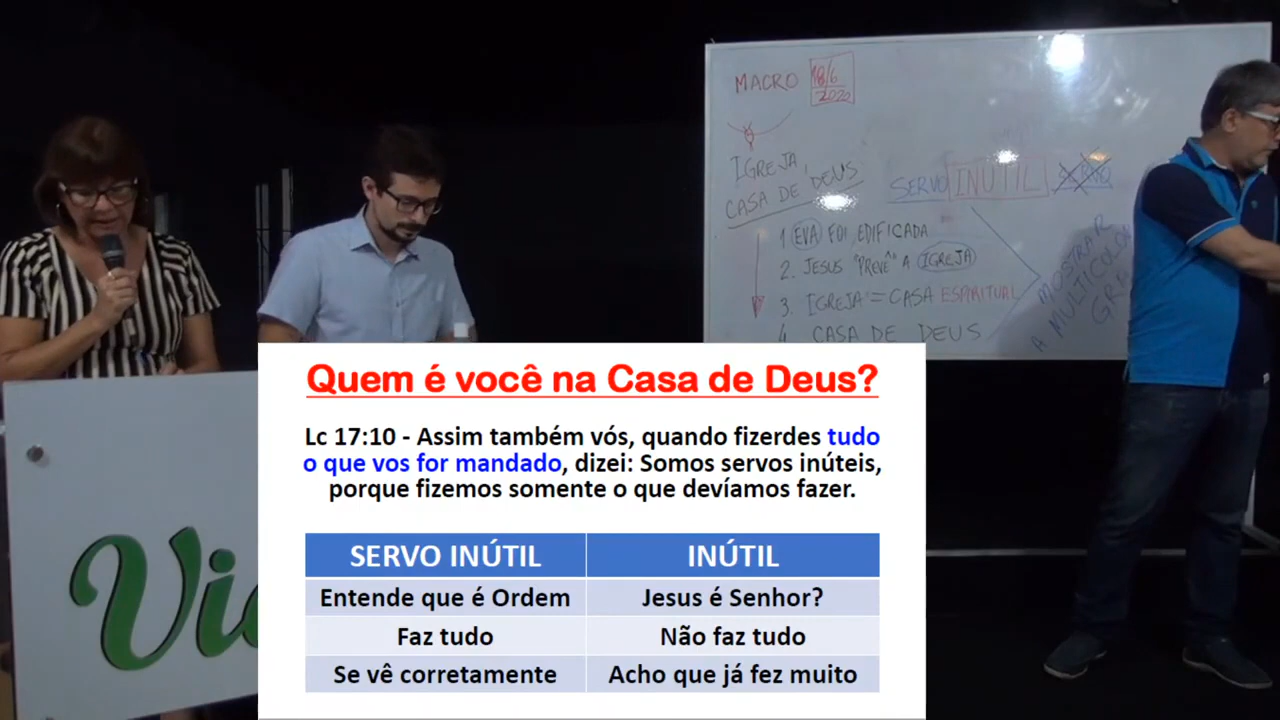 MACRO 18/6
2020
IGREJA,
CASA DE DEUS
SERVO INÚTIL SERVO
1. EVA FOI EDIFICADA
2. JESUS "PREVÊ" A IGREJA
3. IGREJA = CASA ESPIRITUAL
4. CASA DE DEUS
MOSTRAR
A MULTICOLOR
Quem é você na Casa de Deus?
Lc 17:10 - Assim também vós, quando fizerdes tudo
o que vos for mandado, dizei: Somos servos inúteis,
porque fizemos somente o que devíamos fazer.
SERVO INÚTIL INÚTIL
Entende que é Ordem Jesus é Senhor?
Faz tudo Não faz tudo
Se vê corretamente Acho que já fez muito